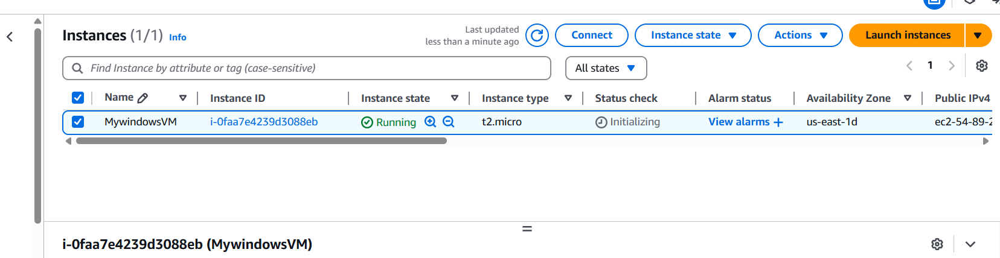 Instances (1/1) Info
Last updated
less than a minute ago
Connect
Instance state
Actions
Launch instances
Find Instance by attribute or tag (case-sensitive)
All states
1
Name Instance ID Instance state Instance type Status check Alarm status Availability Zone Public IPv4
MywindowsVM i-0faa7e4239d3088eb Running t2.micro Initializing View alarms + us-east-1d ec2-54-89-2
i-0faa7e4239d3088eb (MywindowsVM)